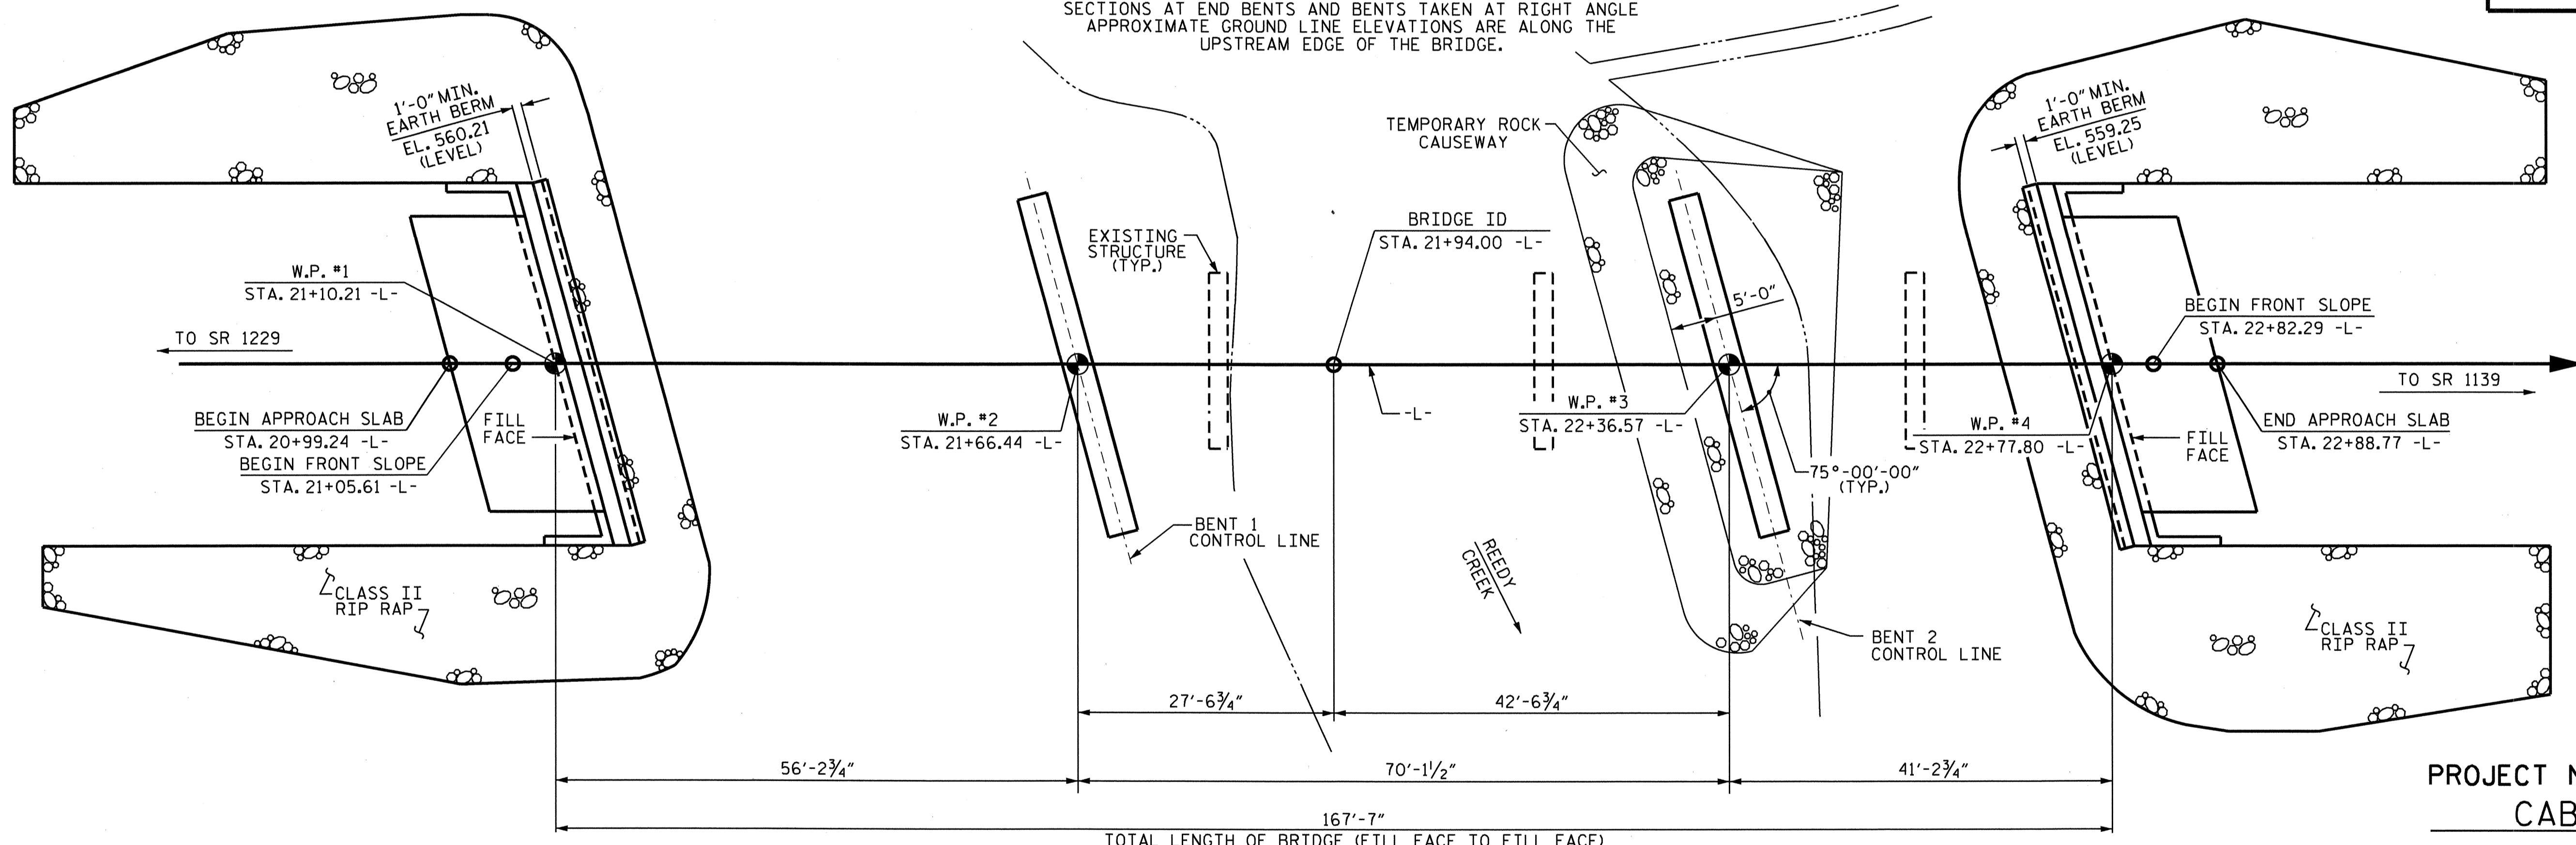 SECTIONS AT END BENTS AND BENTS TAKEN AT RIGHT ANGLE
APPROXIMATE GROUND LINE ELEVATIONS ARE ALONG THE
UPSTREAM EDGE OF THE BRIDGE.
1'-0" MIN.
EARTH BERM
EL. 560.21
(LEVEL)
TEMPORARY ROCK
CAUSEWAY
1'-0" MIN.
EARTH BERM
EL. 559.25
(LEVEL)
BRIDGE ID
STA. 21+94.00 -L-
EXISTING
STRUCTURE
(TYP.)
W.P. #1
STA. 21+10.21 -L-
5'-0"
BEGIN FRONT SLOPE
STA. 22+82.29 -L-
TO SR 1229
TO SR 1139
BEGIN APPROACH SLAB
STA. 20+99.24 -L-
BEGIN FRONT SLOPE
STA. 21+05.61 -L-
FILL
FACE
W.P. #2
STA. 21+66.44 -L-
-L-
W.P. #3
STA. 22+36.57 -L-
75°-00'-00"
(TYP.)
W.P. #4
STA. 22+77.80 -L-
FILL
FACE
END APPROACH SLAB
STA. 22+88.77 -L-
BENT 1
CONTROL LINE
REEDY
CREEK
CLASS II
RIP RAP
BENT 2
CONTROL LINE
CLASS II
RIP RAP
27'-6¾"
42'-6¾"
56'-2¾"
70'-1½"
41'-2¾"
167'-7"
TOTAL LENGTH OF BRIDGE (FILL FACE TO FILL FACE)
PROJECT N
CAB